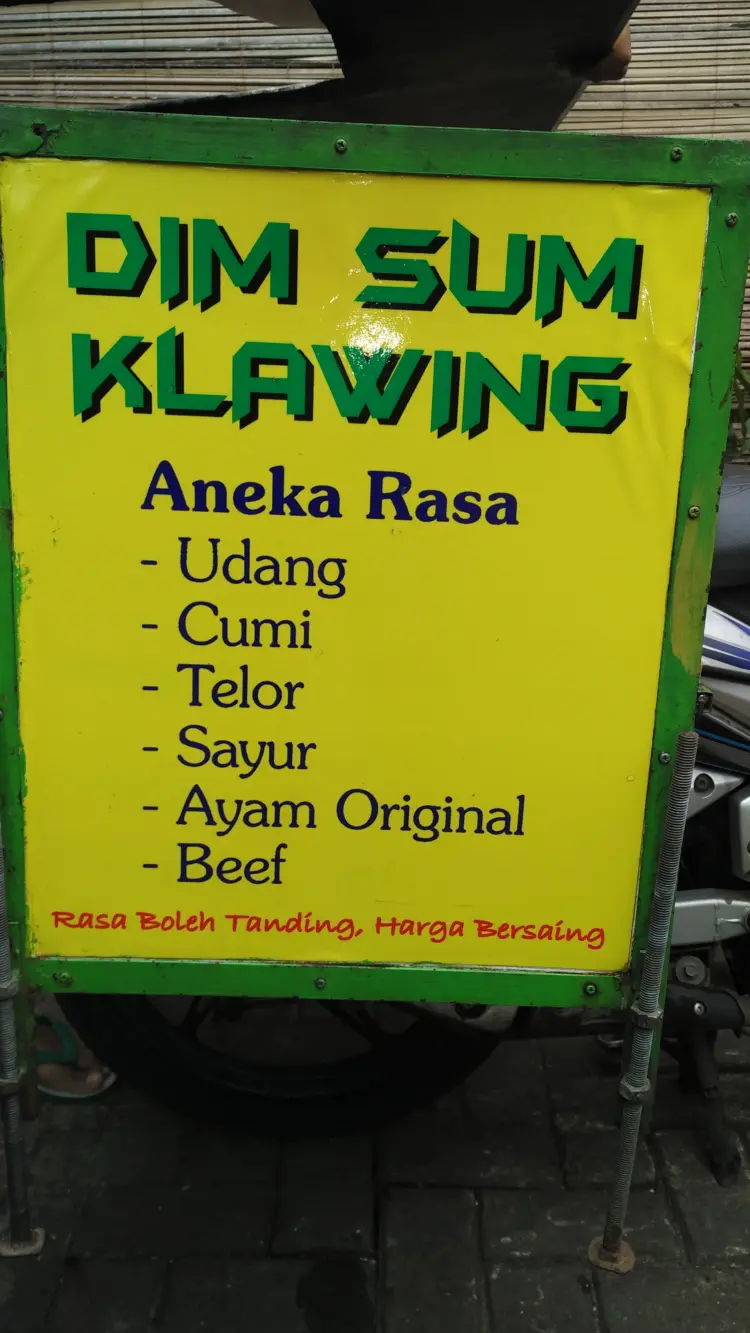 DIM SUM
KLAWING
Aneka Rasa
- Udang
- Cumi
- Telor
- Sayur
- Ayam Original
- Beef
Rasa Boleh Tanding, Harga Bersaing